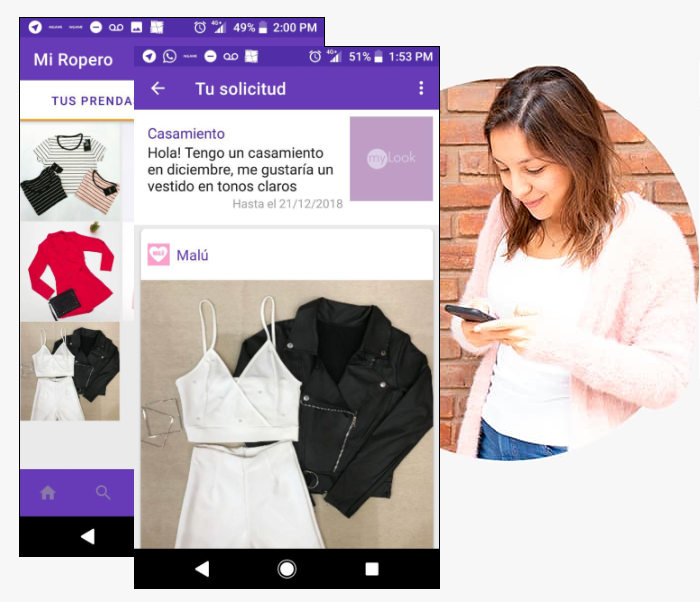 49% 2:00 PM
Mi Ropero
TUS PRENDA
4G+ 51% 1:53 PM
Tu solicitud
Casamiento
Hola! Tengo un casamiento
en diciembre, me gustaría un
vestido en tonos claros
Hasta el 21/12/2018
myLook
Malú